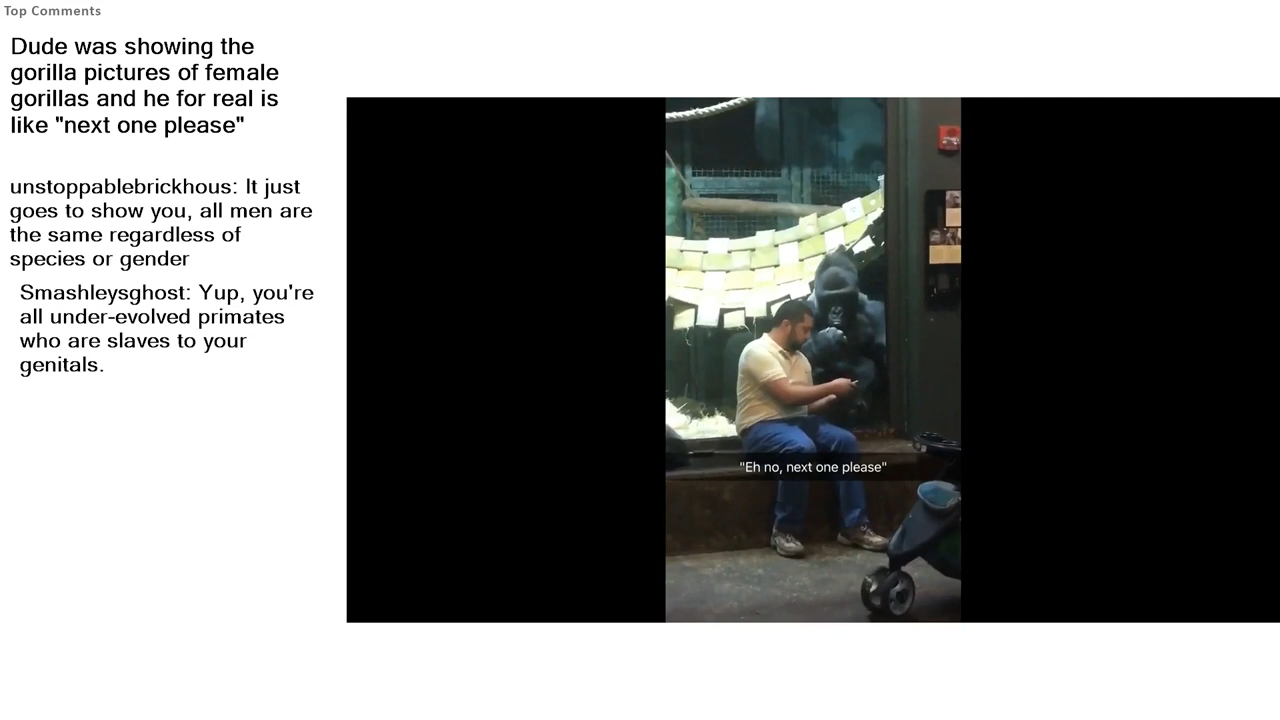 Top Comments
Dude was showing the
gorilla pictures of female
gorillas and he for real is
like "next one please"
unstoppablebrickhous: It just
goes to show you, all men are
the same regardless of
species or gender
Smashleysghost: Yup, you're
all under-evolved primates
who are slaves to your
genitals.
"Eh no, next one please"